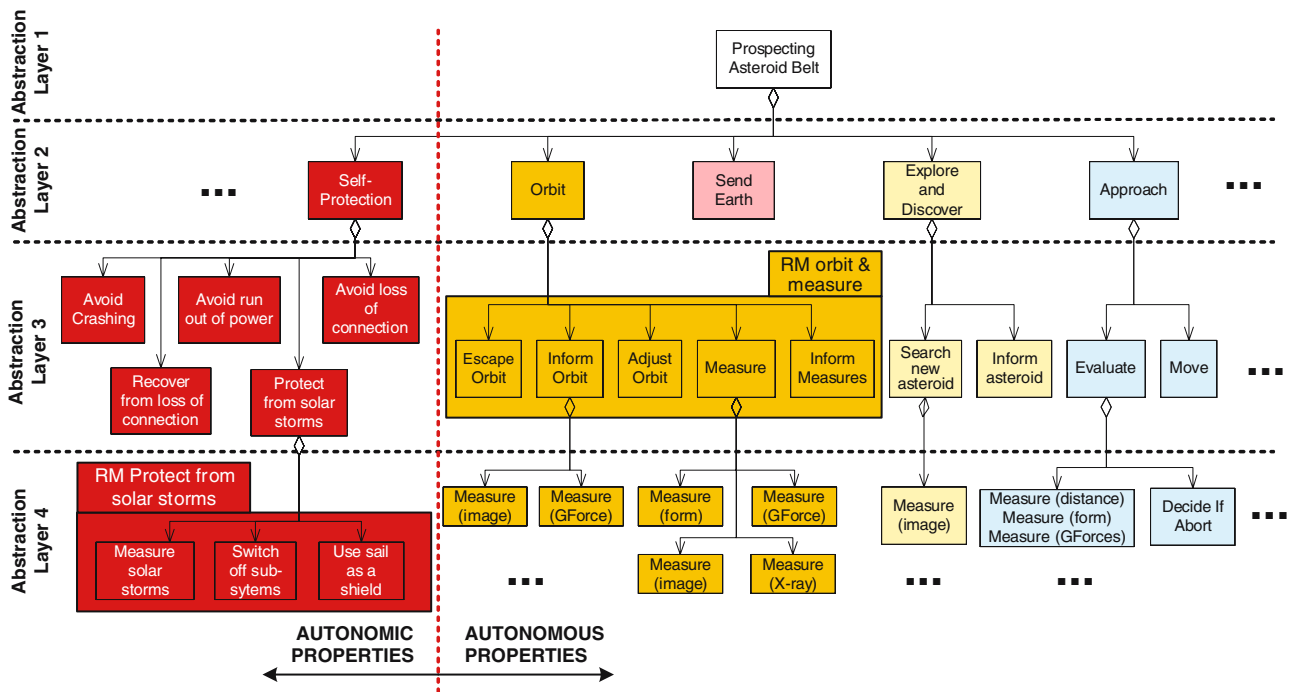 Abstraction
Layer 1
Prospecting
Asteroid Belt
Abstraction
Layer 2
...
Self-
Protection
Orbit
Send
Earth
Explore
and
Discover
Approach
...
Abstraction
Layer 3
Avoid
Crashing
Avoid run
out of power
Avoid loss
of
connection
Recover
from loss of
connection
Protect
from solar
storms
RM orbit &
measure
Escape
Orbit
Inform
Orbit
Adjust
Orbit
Measure
Inform
Measures
Search
new
asteroid
Inform
asteroid
Evaluate
Move
...
Abstraction
Layer 4
RM Protect from
solar storms
Measure
solar
storms
Switch
off sub-
sytems
Use sail
as a
shield
Measure
(image)
Measure
(GForce)
Measure
(form)
Measure
(GForce)
Measure
(image)
Measure
(X-ray)
...
Measure
(image)
...
Measure (distance)
Measure (form)
Measure (GForces)
...
Decide If
Abort
...
AUTONOMIC
PROPERTIES
AUTONOMOUS
PROPERTIES